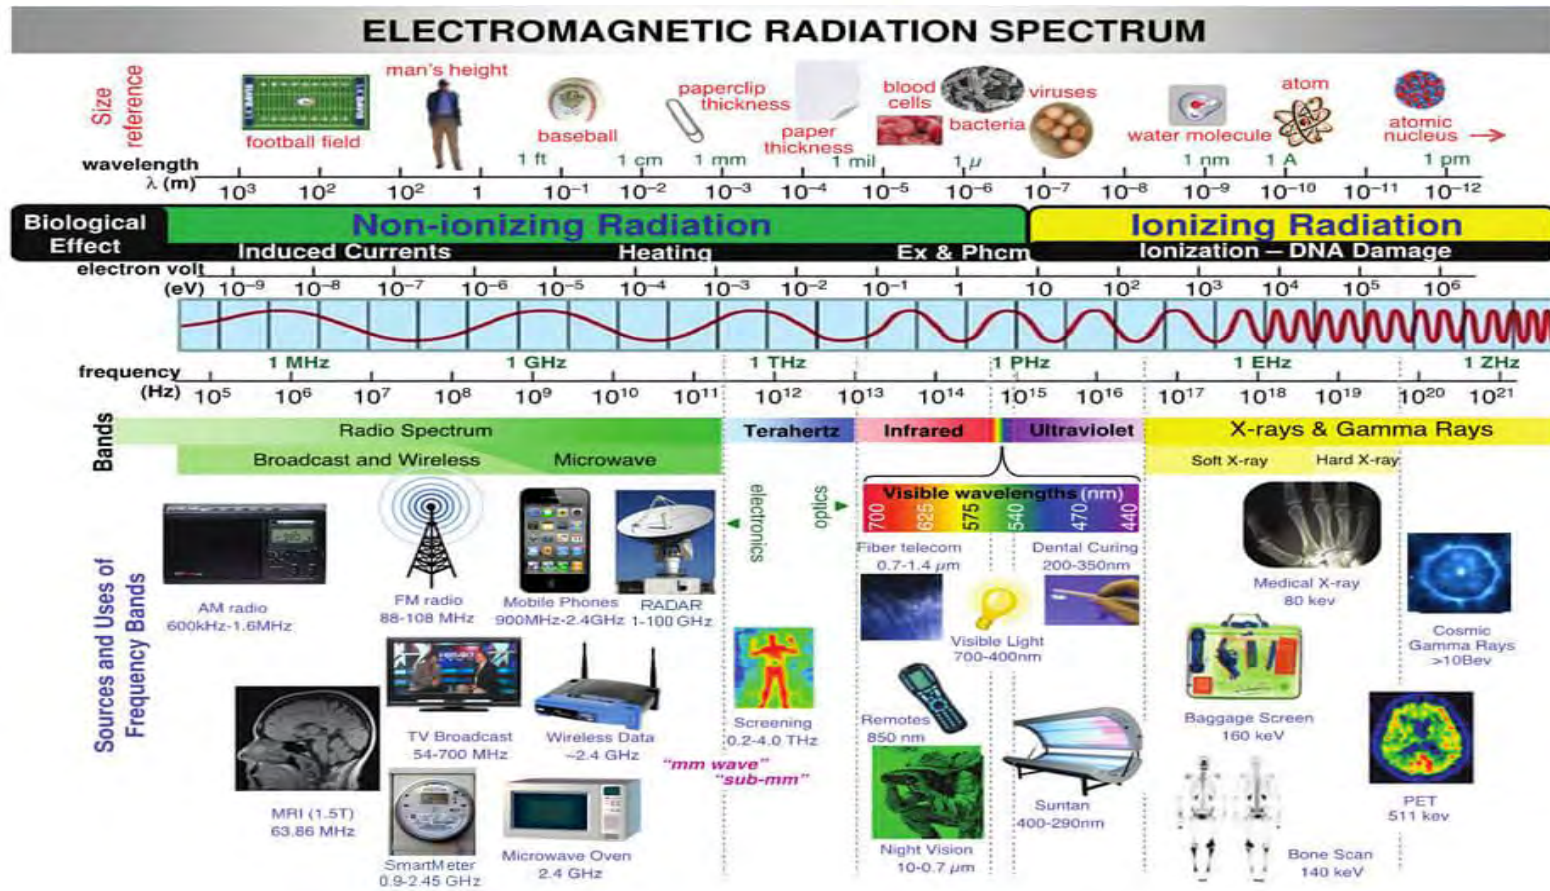 ELECTROMAGNETIC RADIATION SPECTRUM
Size reference
football field
man's height
baseball
paperclip thickness
paper thickness
blood cells
bacteria
viruses
water molecule
atom
atomic nucleus
wavelength λ (m)
1 ft 1 cm 1 mm 1 mil 1 µ 1 nm 1 A 1 pm
10³ 10² 10² 1 10⁻¹ 10⁻² 10⁻³ 10⁻⁴ 10⁻⁵ 10⁻⁶ 10⁻⁷ 10⁻⁸ 10⁻⁹ 10⁻¹⁰ 10⁻¹¹ 10⁻¹²
Biological Effect
Non-ionizing Radiation
Ionizing Radiation
Induced Currents
Heating
Ex & Phcm
Ionization – DNA Damage
electron volt (eV)
10⁻⁹ 10⁻⁸ 10⁻⁷ 10⁻⁶ 10⁻⁵ 10⁻⁴ 10⁻³ 10⁻² 10⁻¹ 1 10 10² 10³ 10⁴ 10⁵ 10⁶
1 MHz 1 GHz 1 THz 1 PHz 1 EHz 1 ZHz
frequency (Hz)
10⁵ 10⁶ 10⁷ 10⁸ 10⁹ 10¹⁰ 10¹¹ 10¹² 10¹³ 10¹⁴ 10¹⁵ 10¹⁶ 10¹⁷ 10¹⁸ 10¹⁹ 10²⁰ 10²¹
Bands
Radio Spectrum
Terahertz
Infrared
Ultraviolet
X-rays & Gamma Rays
Broadcast and Wireless
Microwave
Soft X-ray
Hard X-ray
Sources and Uses of Frequency Bands
electronics
optics
Visible wavelengths (nm)
700 625 575 540 470 440
AM radio
600kHz-1.6MHz
FM radio
88-108 MHz
Mobile Phones
900MHz-2.4GHz
RADAR
1-100 GHz
Fiber telecom
0.7-1.4 µm
Dental Curing
200-350nm
Visible Light
700-400nm
Medical X-ray
80 kev
Cosmic
Gamma Rays
>10Bev
TV Broadcast
54-700 MHz
Wireless Data
~2.4 GHz
"mm wave"
"sub-mm"
Screening
0.2-4.0 THz
Remotes
850 nm
Baggage Screen
160 keV
MRI (1.5T)
63.86 MHz
SmartMeter
0.9-2.45 GHz
Microwave Oven
2.4 GHz
Night Vision
10-0.7 µm
Suntan
400-290nm
PET
511 kev
Bone Scan
140 keV